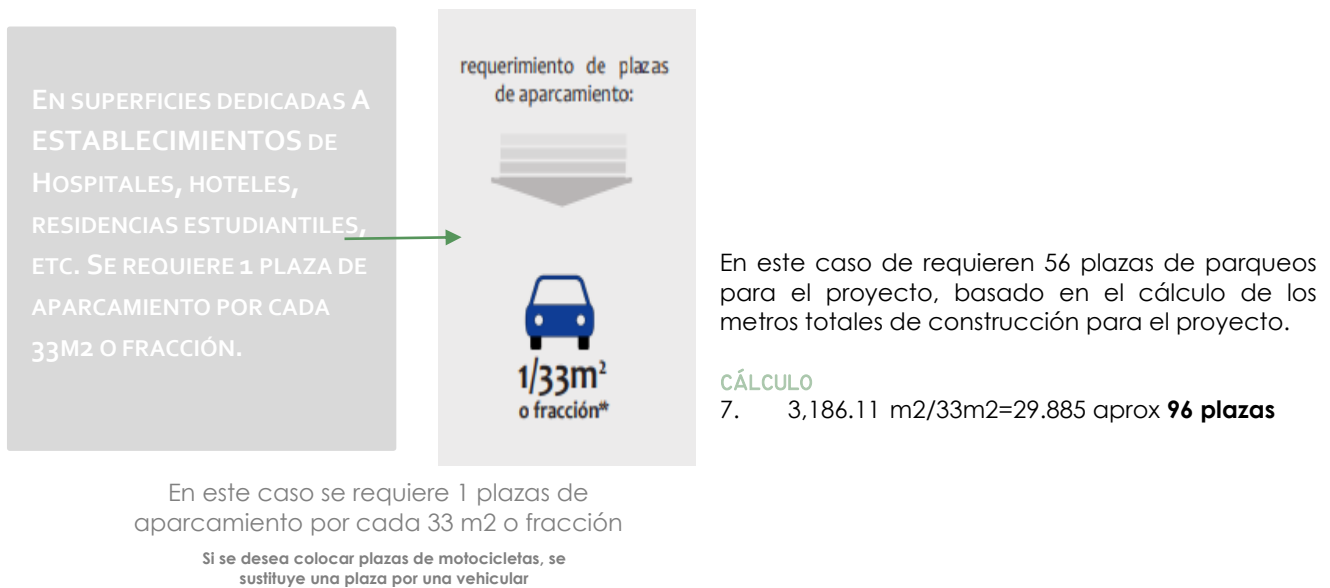 EN SUPERFICIES DEDICADAS A
ESTABLECIMIENTOS DE
HOSPITALES, HOTELES,
RESIDENCIAS ESTUDIANTILES,
ETC. SE REQUIERE 1 PLAZA DE
APARCAMIENTO POR CADA
33M2 O FRACCIÓN.
requerimiento de plazas
de aparcamiento:
1/33m²
o fracción*
En este caso de requieren 56 plazas de parqueos
para el proyecto, basado en el cálculo de los
metros totales de construcción para el proyecto.
CÁLCULO
7. 3,186.11 m2/33m2=29.885 aprox 96 plazas
En este caso se requiere 1 plazas de
aparcamiento por cada 33 m2 o fracción
Si se desea colocar plazas de motocicletas, se
sustituye una plaza por una vehicular